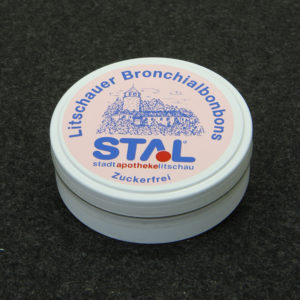 Litschauer Bronchialbonbons
STAL
stadtapothekelitschau
Zuckerfrei